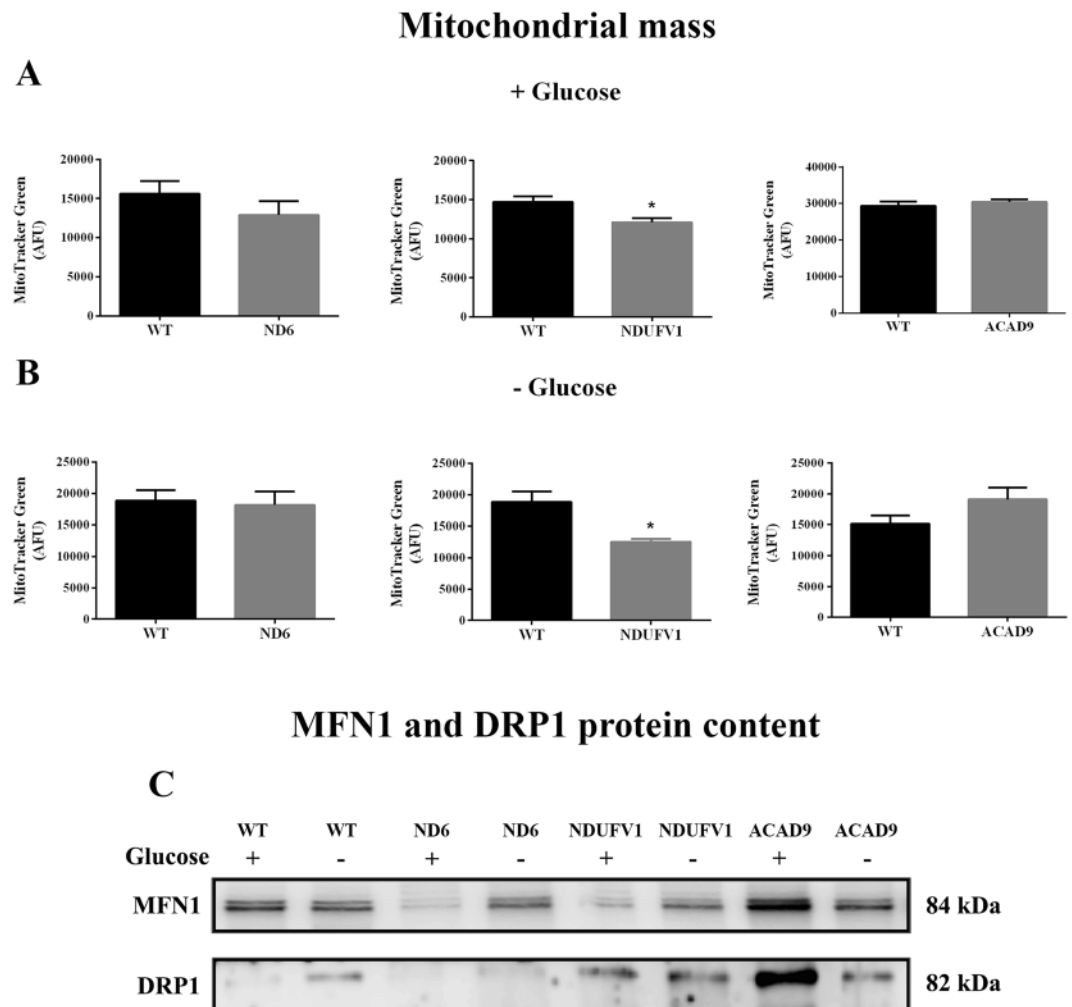 Mitochondrial mass
A
+ Glucose
MitoTracker Green
(AFU)
20000
15000
10000
5000
0
WT
ND6
MitoTracker Green
(AFU)
20000
15000
10000
5000
0
*
WT
NDUFV1
MitoTracker Green
(AFU)
40000
30000
20000
10000
0
WT
ACAD9
B
- Glucose
MitoTracker Green
(AFU)
25000
20000
15000
10000
5000
0
WT
ND6
MitoTracker Green
(AFU)
25000
20000
15000
10000
5000
0
*
WT
NDUFV1
MitoTracker Green
(AFU)
25000
20000
15000
10000
5000
0
WT
ACAD9
MFN1 and DRP1 protein content
C
WT WT ND6 ND6 NDUFV1 NDUFV1 ACAD9 ACAD9
Glucose + - + - + - + -
MFN1 84 kDa
DRP1 82 kDa